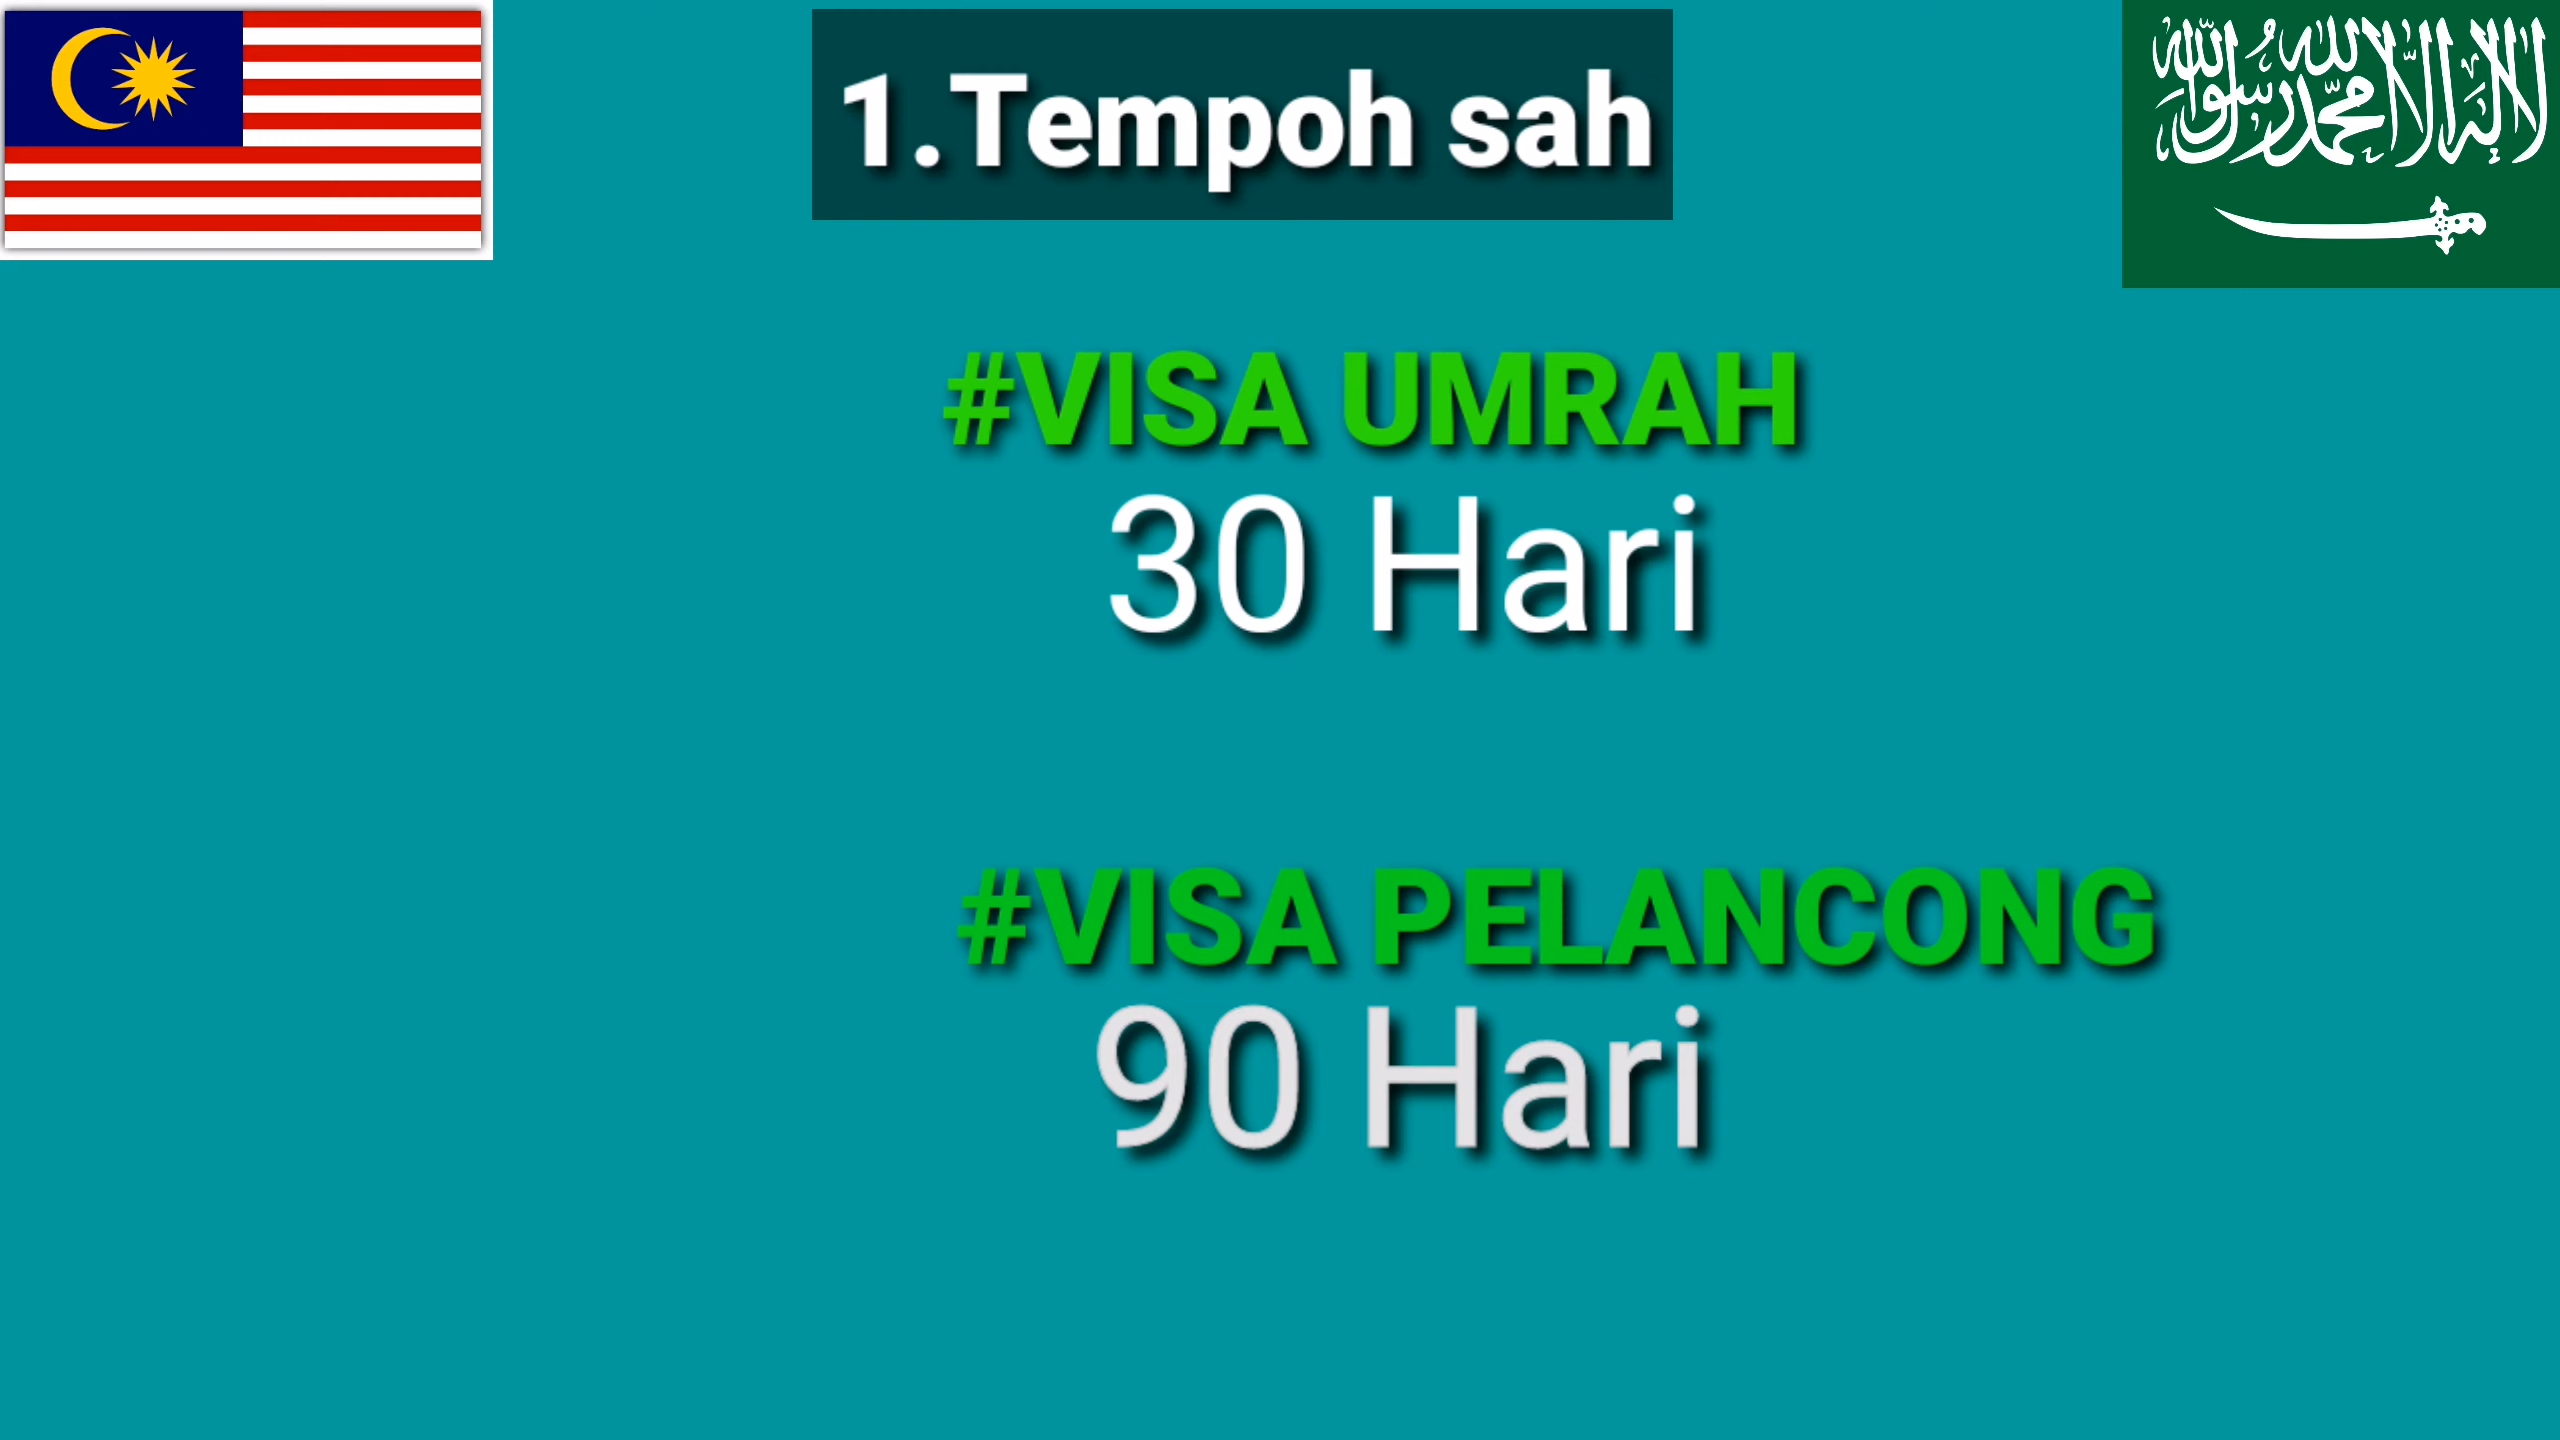 1.Tempoh sah
لا إله إلا الله محمد رسول الله
#VISA UMRAH
30 Hari
#VISA PELANCONG
90 Hari